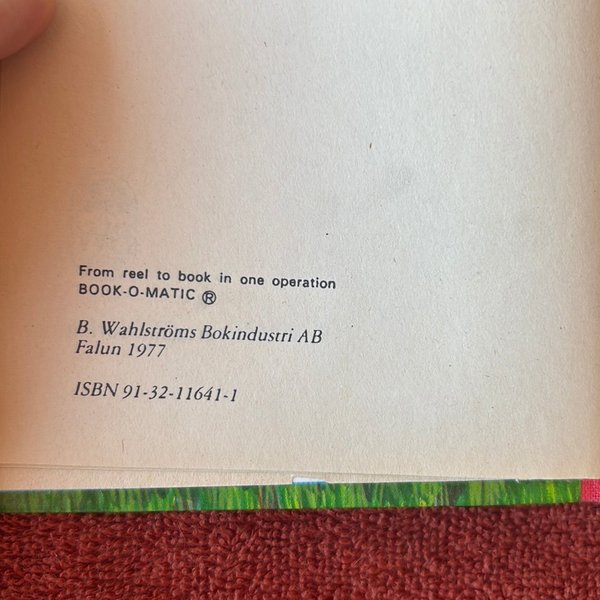 From reel to book in one operation
BOOK-O-MATIC ®
B. Wahlströms Bokindustri AB
Falun 1977
ISBN 91-32-11641-1